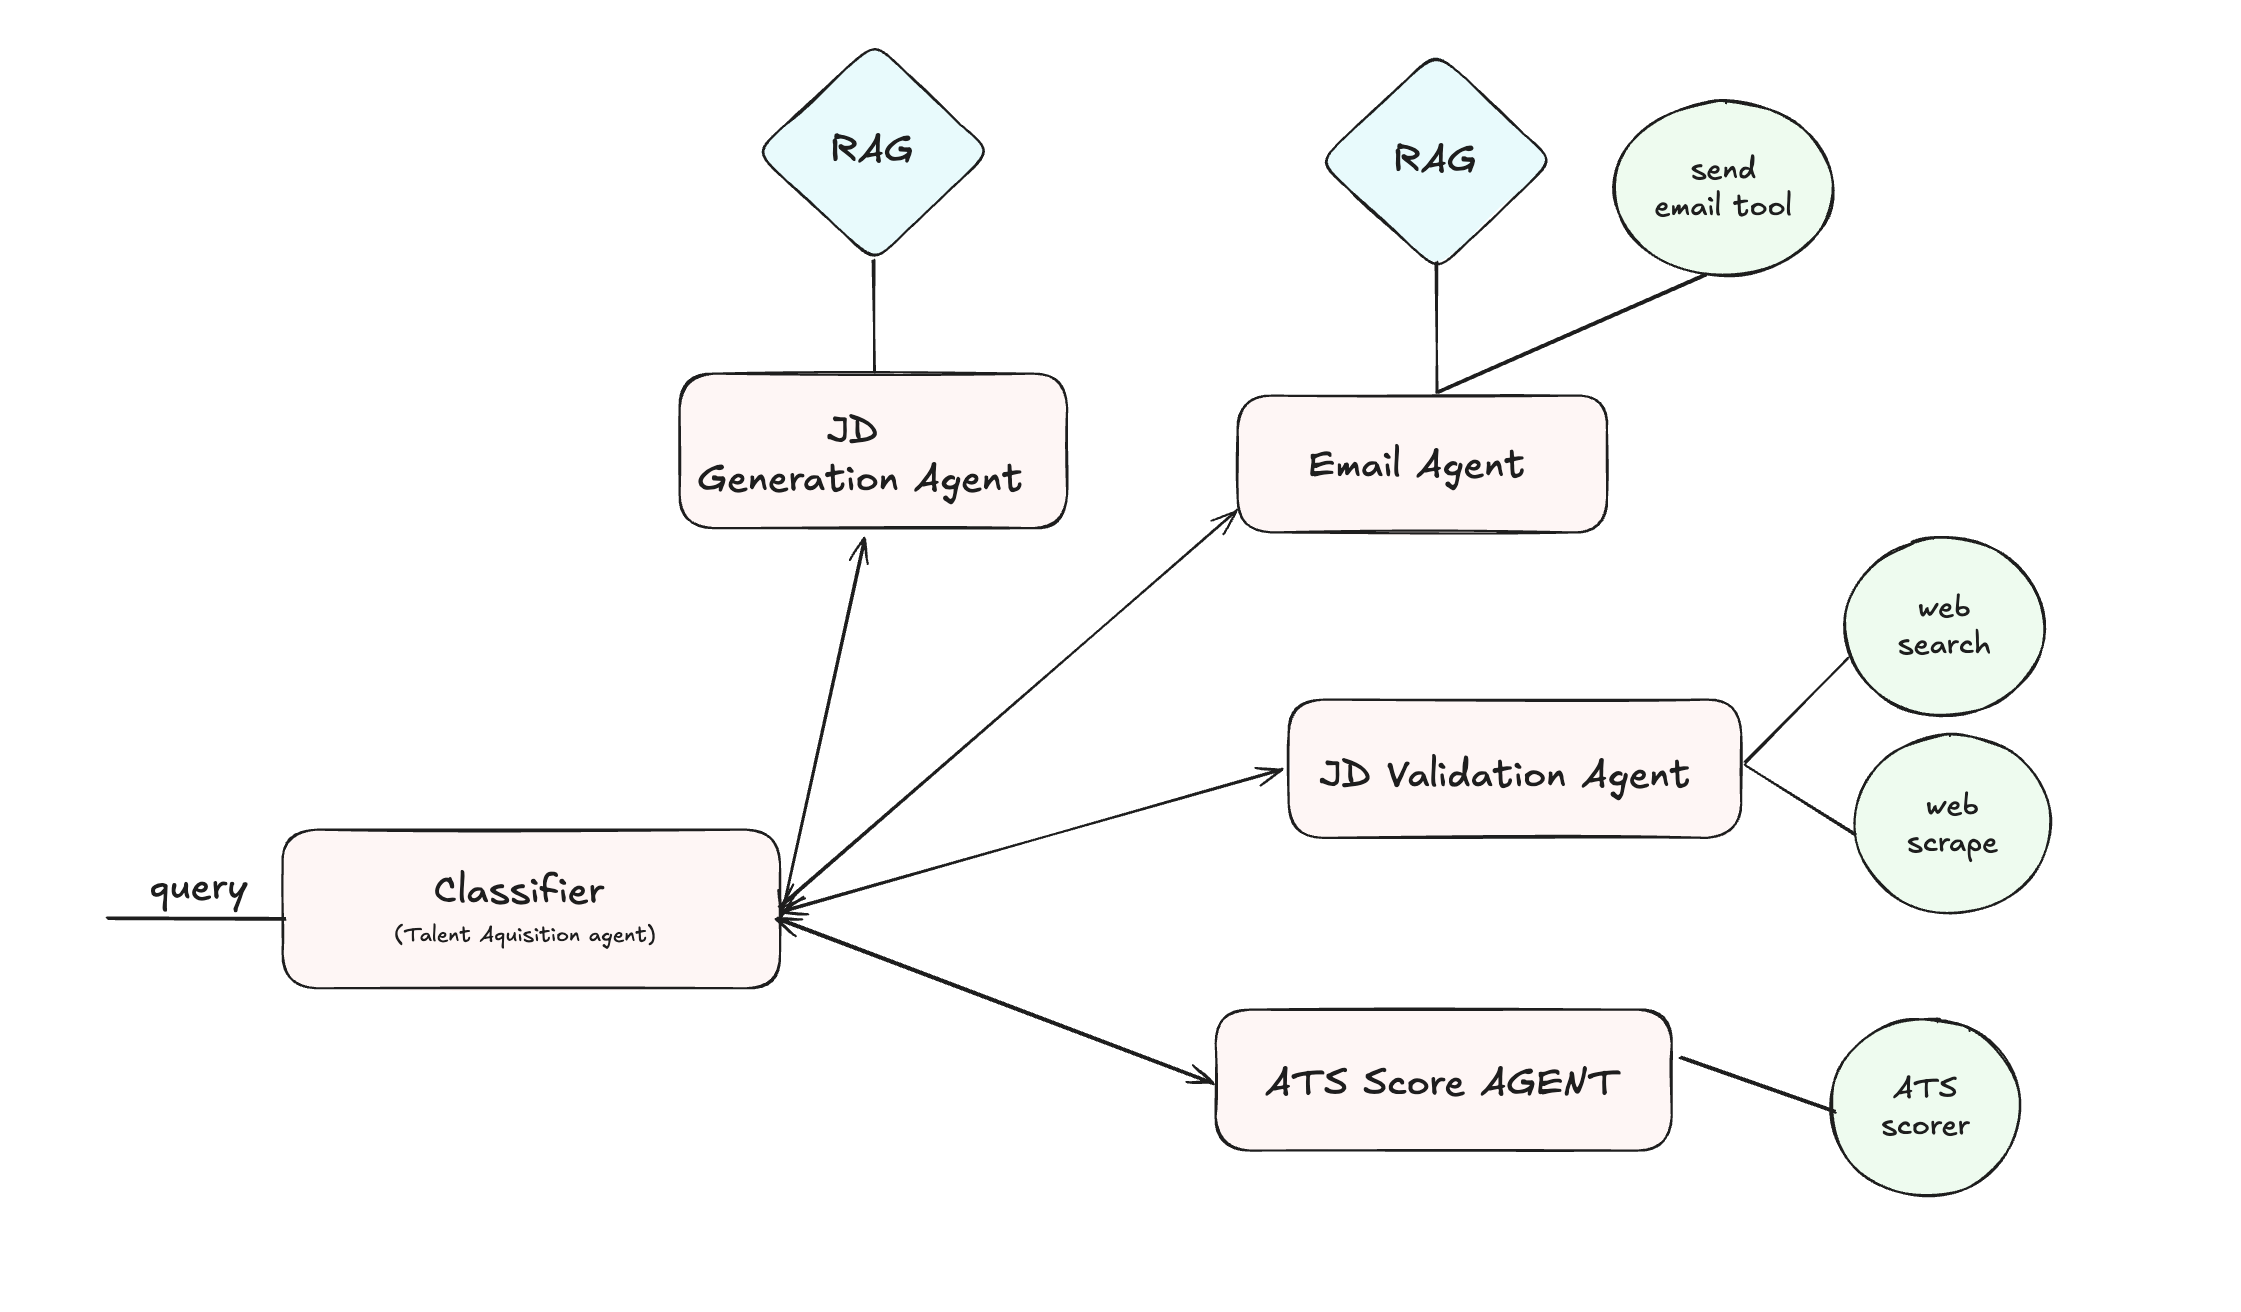 RAG
RAG
send
email tool
JD
Generation Agent
Email Agent
web
search
JD Validation Agent
web
scrape
query
Classifier
(Talent Aquisition agent)
ATS Score AGENT
ATS
scorer